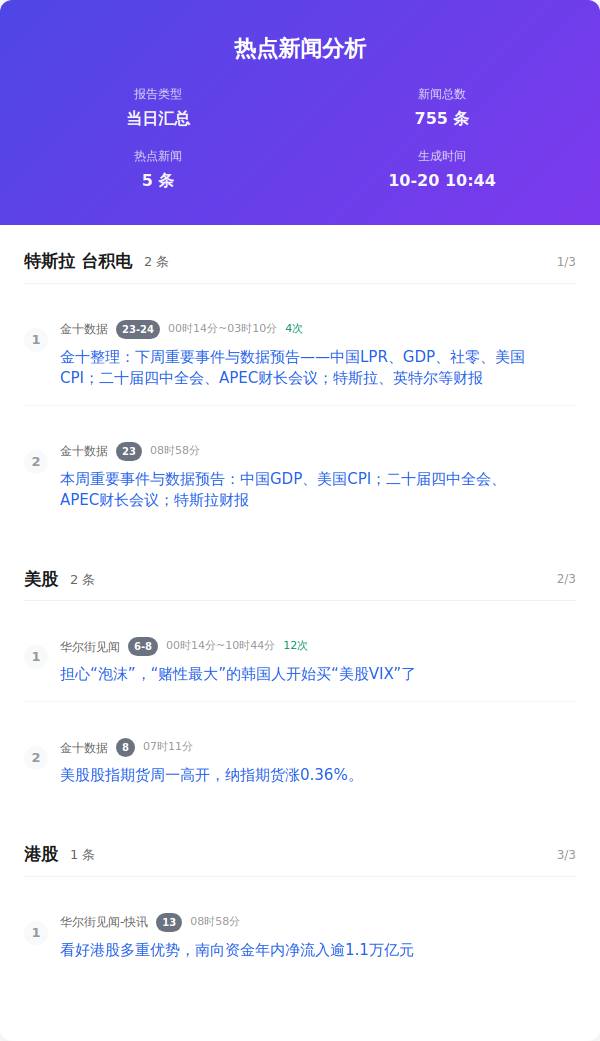 热点新闻分析
报告类型
新闻总数
当日汇总
755 条
热点新闻
生成时间
5 条
10-20 10:44
特斯拉 台积电 2 条 1/3
1
金十数据 23-24 00时14分~03时10分 4次
金十整理：下周重要事件与数据预告——中国LPR、GDP、社零、美国
CPI；二十届四中全会、APEC财长会议；特斯拉、英特尔等财报
2
金十数据 23 08时58分
本周重要事件与数据预告：中国GDP、美国CPI；二十届四中全会、
APEC财长会议；特斯拉财报
美股 2 条 2/3
1
华尔街见闻 6-8 00时14分~10时44分 12次
担心“泡沫”，“赌性最大”的韩国人开始买“美股VIX”了
2
金十数据 8 07时11分
美股股指期货周一高开，纳指期货涨0.36%。
港股 1 条 3/3
1
华尔街见闻-快讯 13 08时58分
看好港股多重优势，南向资金年内净流入逾1.1万亿元